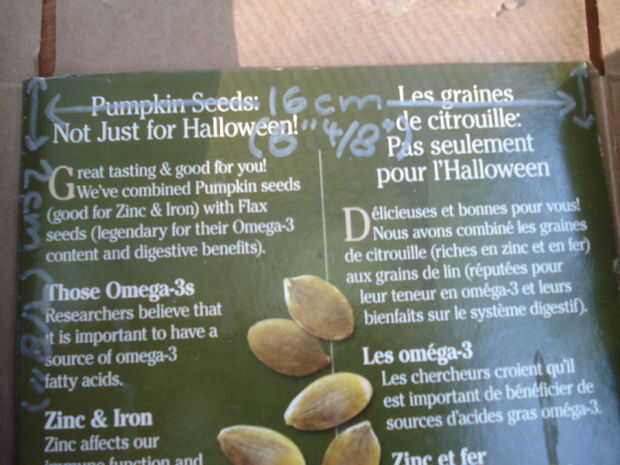 Pumpkin Seeds:
Not Just for Halloween!
16 cm
(6" 4/8")
Great tasting & good for you!
We've combined Pumpkin seeds
(good for Zinc & Iron) with Flax
seeds (legendary for their Omega-3
content and digestive benefits).
Those Omega-3s
Researchers believe that
it is important to have a
source of omega-3
fatty acids.
Zinc & Iron
Zinc affects our
immune function and
Les graines
de citrouille:
Pas seulement
pour l'Halloween
Délicieuses et bonnes pour vous!
Nous avons combiné les graines
de citrouille (riches en zinc et en fer)
aux grains de lin (réputées pour
leur teneur en oméga-3 et leurs
bienfaits sur le système digestif).
Les oméga-3
Les chercheurs croient qu'il
est important de bénéficier de
sources d'acides gras oméga-3.
Zinc et fer
2cm